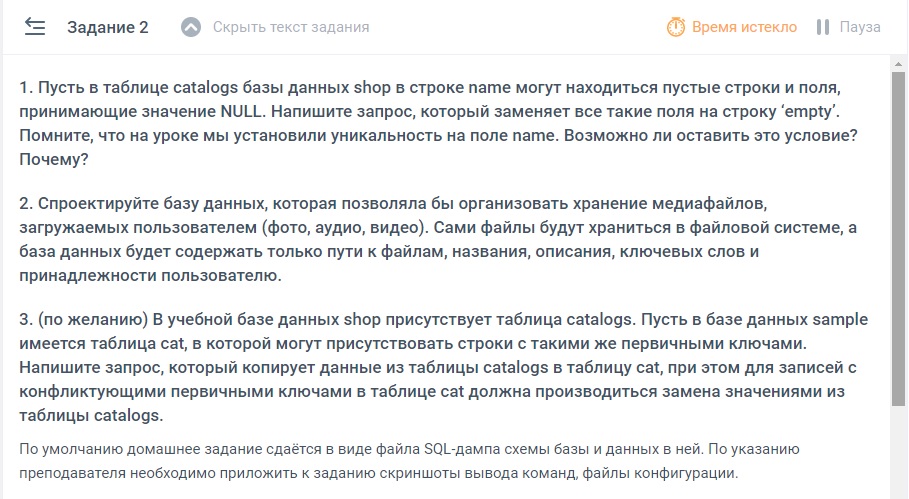 Задание 2 Скрыть текст задания Время истекло Пауза
1. Пусть в таблице catalogs базы данных shop в строке name могут находиться пустые строки и поля,
принимающие значение NULL. Напишите запрос, который заменяет все такие поля на строку ‘empty’.
Помните, что на уроке мы установили уникальность на поле name. Возможно ли оставить это условие?
Почему?
2. Спроектируйте базу данных, которая позволяла бы организовать хранение медиафайлов,
загружаемых пользователем (фото, аудио, видео). Сами файлы будут храниться в файловой системе, а
база данных будет содержать только пути к файлам, названия, описания, ключевых слов и
принадлежности пользователю.
3. (по желанию) В учебной базе данных shop присутствует таблица catalogs. Пусть в базе данных sample
имеется таблица cat, в которой могут присутствовать строки с такими же первичными ключами.
Напишите запрос, который копирует данные из таблицы catalogs в таблицу cat, при этом для записей с
конфликтующими первичными ключами в таблице cat должна производиться замена значениями из
таблицы catalogs.
По умолчанию домашнее задание сдаётся в виде файла SQL-дампа схемы базы и данных в ней. По указанию
преподавателя необходимо приложить к заданию скриншоты вывода команд, файлы конфигурации.